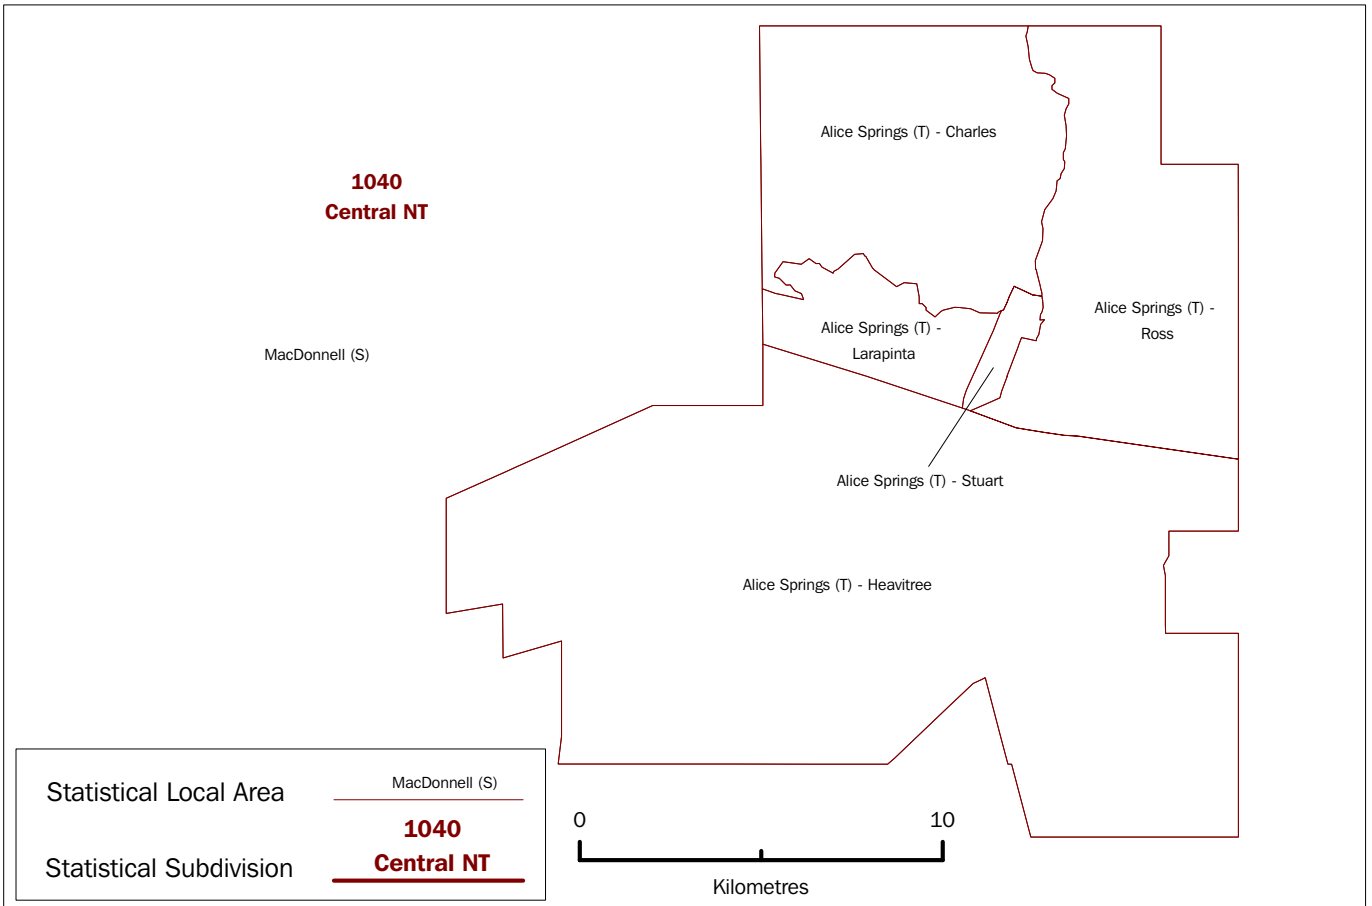 Alice Springs (T) - Charles
1040
Central NT
Alice Springs (T) -
Ross
Alice Springs (T) -
Larapinta
MacDonnell (S)
Alice Springs (T) - Stuart
Alice Springs (T) - Heavitree
Statistical Local Area
MacDonnell (S)
Statistical Subdivision
1040
Central NT
0 10
Kilometres